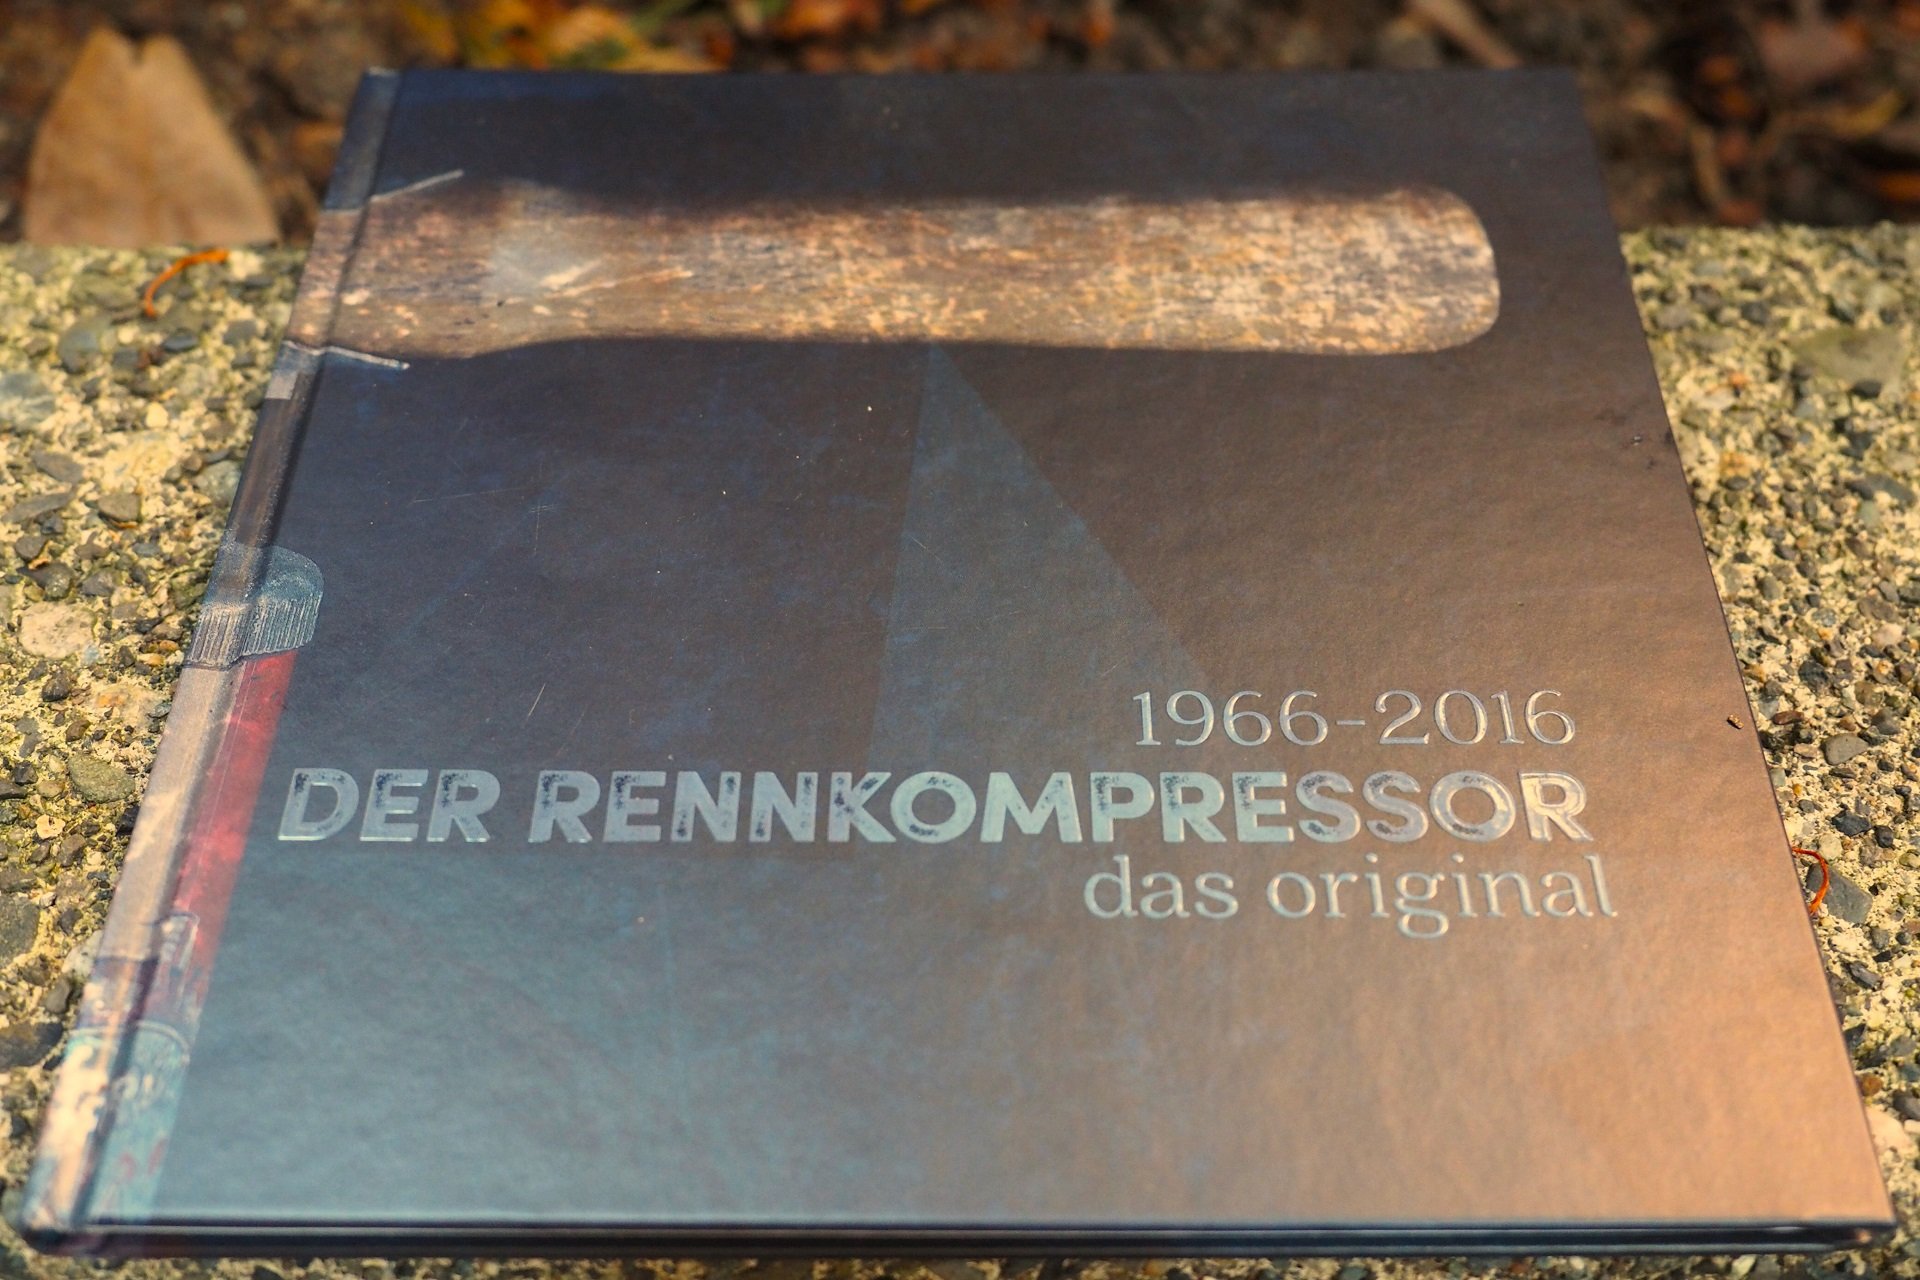 1966-2016
DER RENNKOMPRESSOR
das original